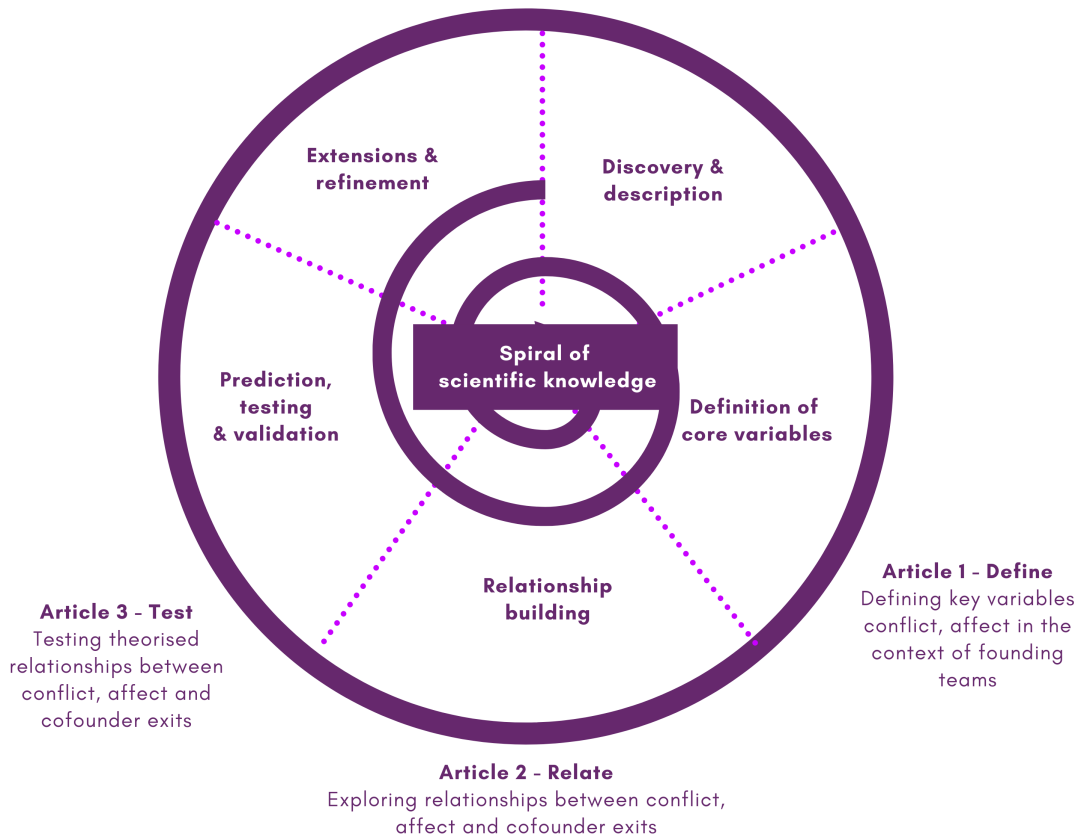 Extensions &
refinement
Discovery &
description
Spiral of
scientific knowledge
Prediction,
testing
& validation
Definition of
core variables
Relationship
building
Article 1 - Define
Defining key variables
conflict, affect in the
context of founding
teams
Article 3 - Test
Testing theorised
relationships between
conflict, affect and
cofounder exits
Article 2 - Relate
Exploring relationships between conflict,
affect and cofounder exits